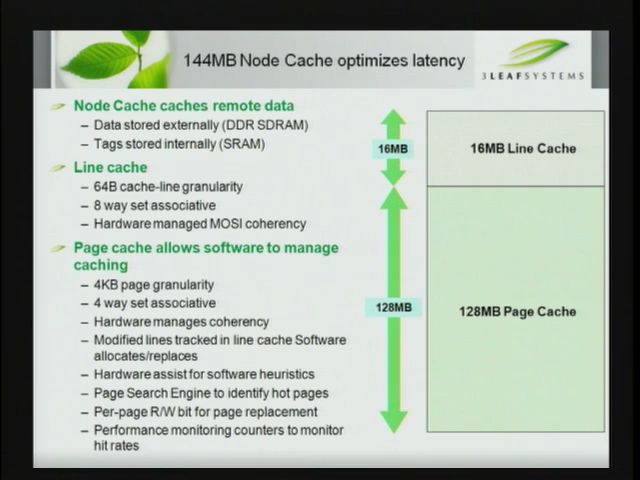 144MB Node Cache optimizes latency
3LEAFSYSTEMS
Node Cache caches remote data
– Data stored externally (DDR SDRAM)
– Tags stored internally (SRAM)
Line cache
– 64B cache-line granularity
– 8 way set associative
– Hardware managed MOSI coherency
Page cache allows software to manage
caching
– 4KB page granularity
– 4 way set associative
– Hardware manages coherency
– Modified lines tracked in line cache Software
allocates/replaces
– Hardware assist for software heuristics
– Page Search Engine to identify hot pages
– Per-page R/W bit for page replacement
– Performance monitoring counters to monitor
hit rates
16MB
16MB Line Cache
128MB
128MB Page Cache